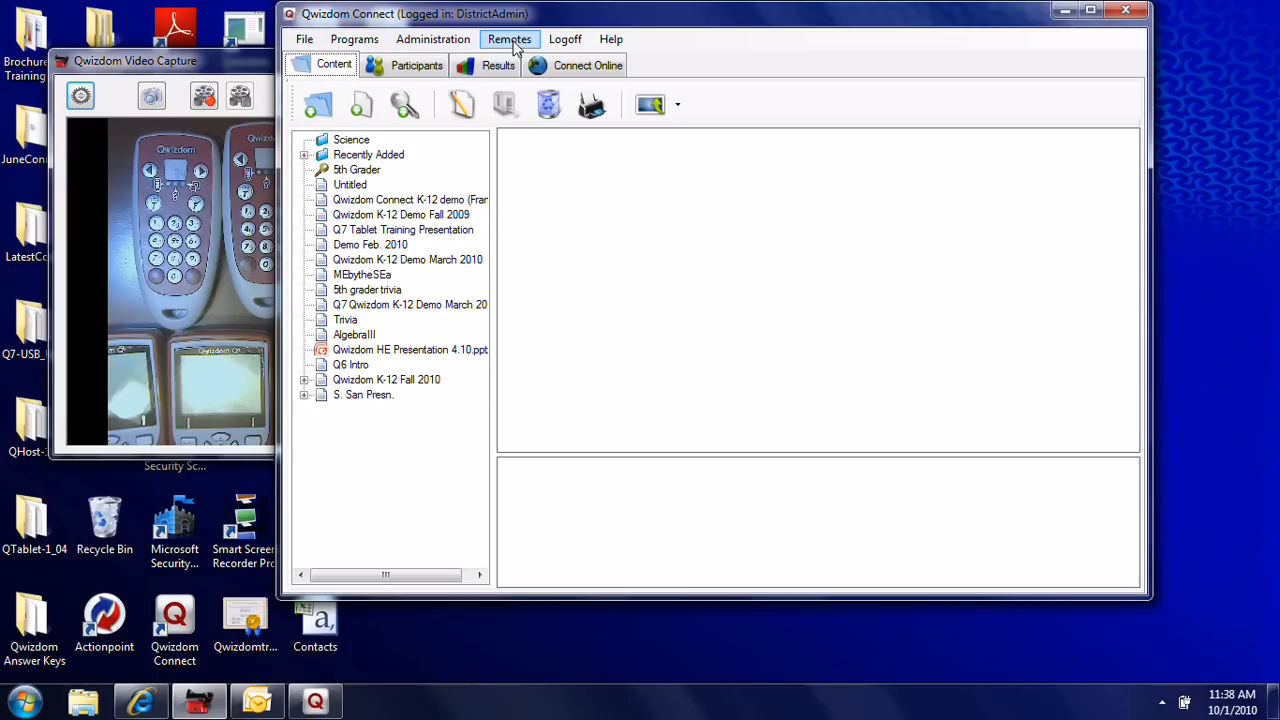 Qwizdom Connect (Logged in: DistrictAdmin)
File Programs Administration Remotes Logoff Help
Content Participants Results Connect Online
Science
Recently Added
5th Grader
Untitled
Qwizdom Connect K-12 demo (Fran
Qwizdom K-12 Demo Fall 2009
Q7 Tablet Training Presentation
Demo Feb. 2010
Qwizdom K-12 Demo March 2010
MEbytheSEa
5th grader trivia
Q7 Qwizdom K-12 Demo March 20
Trivia
AlgebraIII
Qwizdom HE Presentation 4.10.ppt
Q6 Intro
Qwizdom K-12 Fall 2010
S. San Presn.
Qwizdom Video Capture
Qwizdom
Brochure
Training
JuneCon
LatestCo
Q7-USB_
QHost-
Security Sc...
QTablet-1_04
Recycle Bin
Microsoft
Security...
Smart Screen
Recorder Pro
Qwizdom
Answer Keys
Actionpoint
Qwizdom
Connect
Qwizdomtr...
Contacts
11:38 AM
10/1/2010